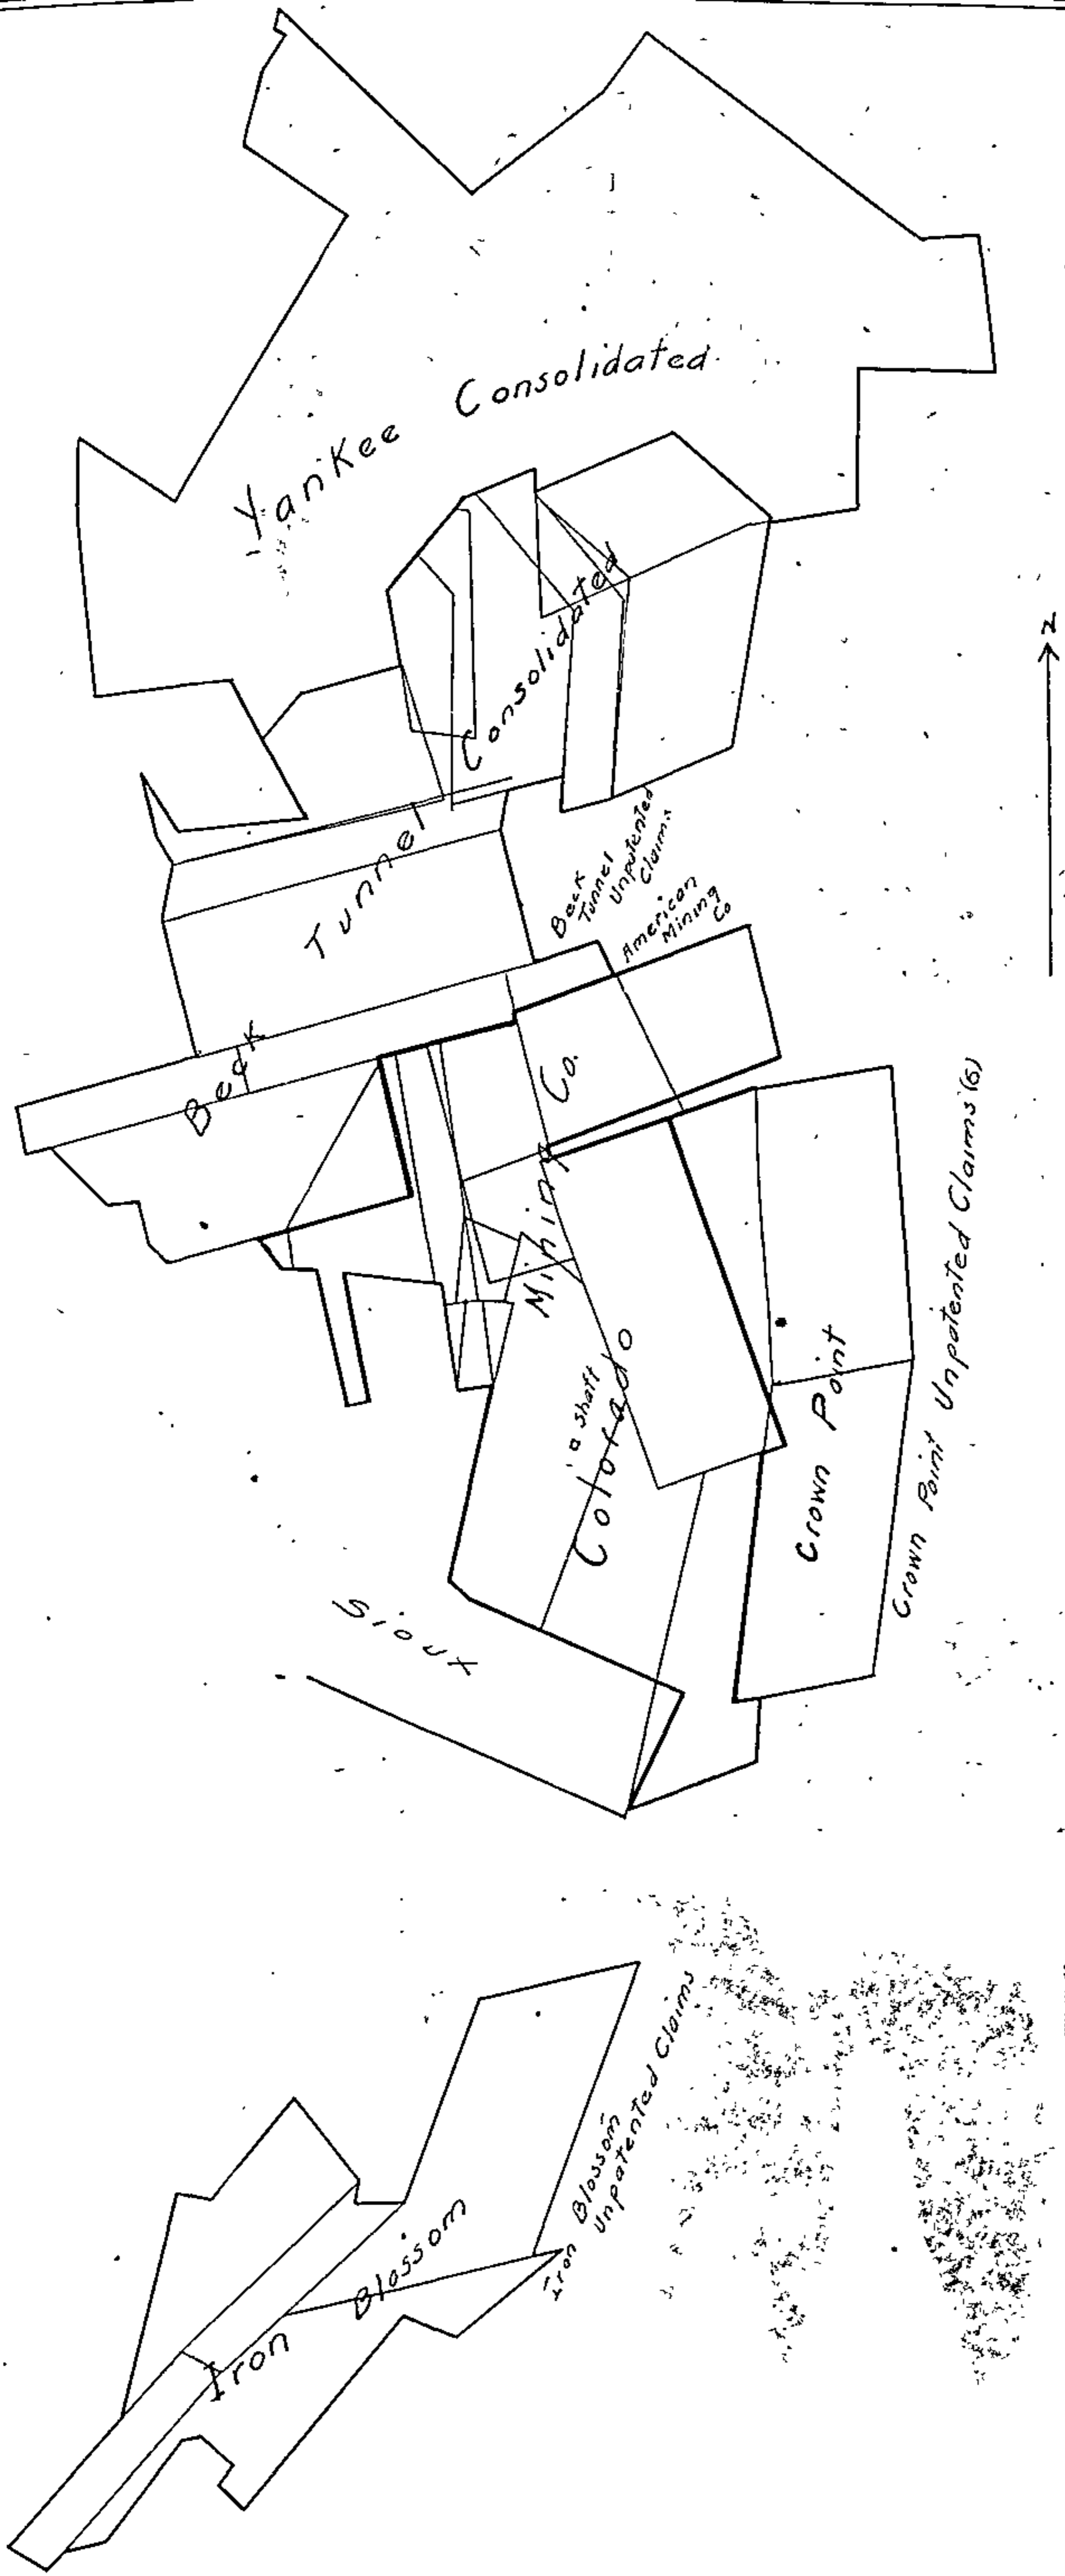 Yankee Consolidated
Consolidated
Tunnel
Beck
Beck
Tunnel
Unpatented
Claims
American
Mining
Co
Colorado Mining Co.
shaft
Crown Point
Crown Point Unpatented Claims (6)
Sioux
Iron Blossom
Iron Blossom
Unpatented Claims
N